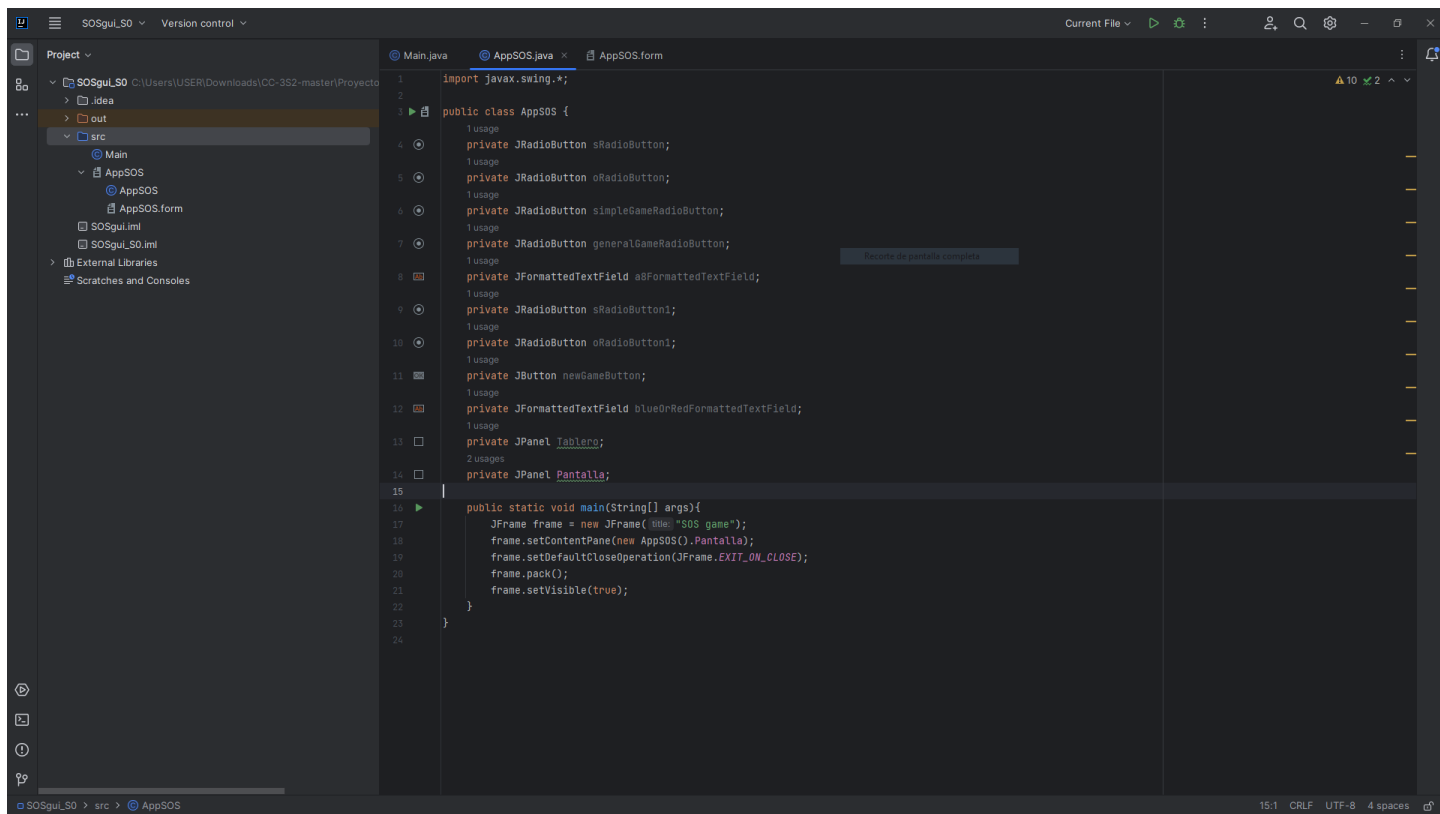 SOSgui_S0 Version control Current File
Project
Main.java AppSOS.java AppSOS.form
SOSgui_S0 C:\Users\USER\Downloads\CC-3S2-master\Proyecto
.idea
out
src
Main
AppSOS
AppSOS
AppSOS.form
SOSgui.iml
SOSgui_S0.iml
External Libraries
Scratches and Consoles
10 2
1 import javax.swing.*;
2
3 public class AppSOS {
1 usage
4 private JRadioButton sRadioButton;
1 usage
5 private JRadioButton oRadioButton;
1 usage
6 private JRadioButton simpleGameRadioButton;
1 usage
7 private JRadioButton generalGameRadioButton;
Recorte de pantalla completa
1 usage
8 private JFormattedTextField a8FormattedTextField;
1 usage
9 private JRadioButton sRadioButton1;
1 usage
10 private JRadioButton oRadioButton1;
1 usage
11 private JButton newGameButton;
1 usage
12 private JFormattedTextField blueOrRedFormattedTextField;
1 usage
13 private JPanel Tablero;
2 usages
14 private JPanel Pantalla;
15
16 public static void main(String[] args){
17 JFrame frame = new JFrame( title: "SOS game");
18 frame.setContentPane(new AppSOS().Pantalla);
19 frame.setDefaultCloseOperation(JFrame.EXIT_ON_CLOSE);
20 frame.pack();
21 frame.setVisible(true);
22 }
23 }
24
SOSgui_S0 > src > AppSOS
15:1 CRLF UTF-8 4 spaces